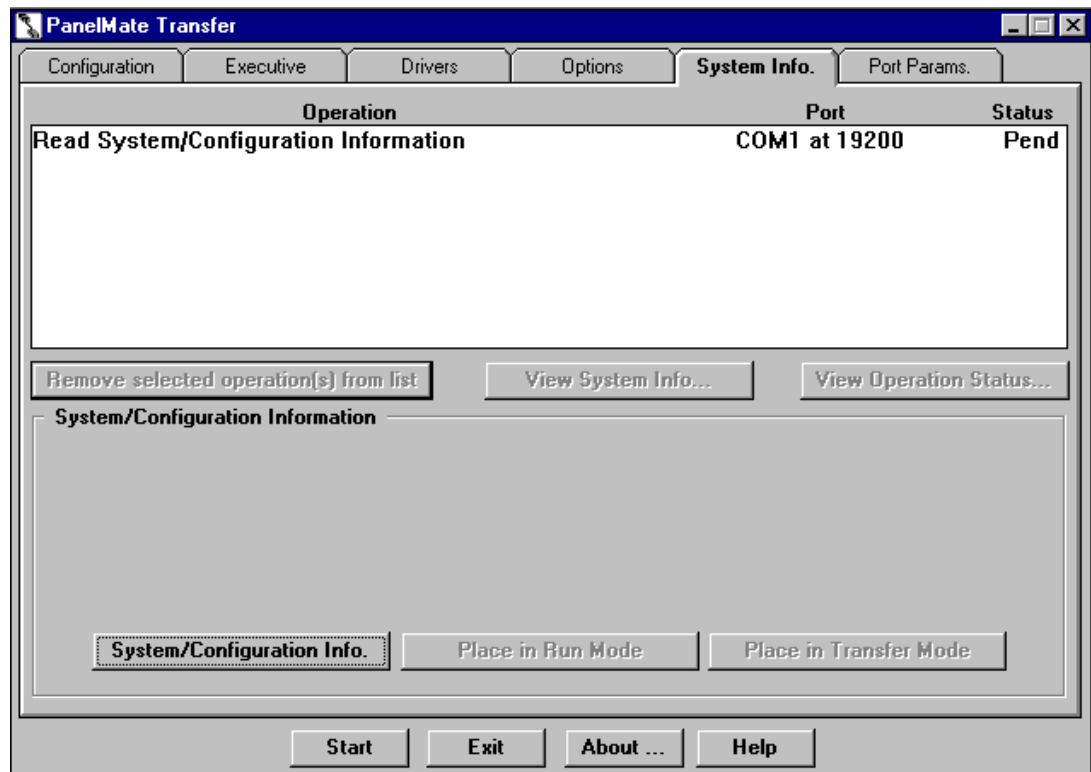 PanelMate Transfer
Configuration Executive Drivers Options System Info. Port Params.
Operation Port Status
Read System/Configuration Information COM1 at 19200 Pend
Remove selected operation(s) from list View System Info... View Operation Status...
System/Configuration Information
System/Configuration Info. Place in Run Mode Place in Transfer Mode
Start Exit About ... Help